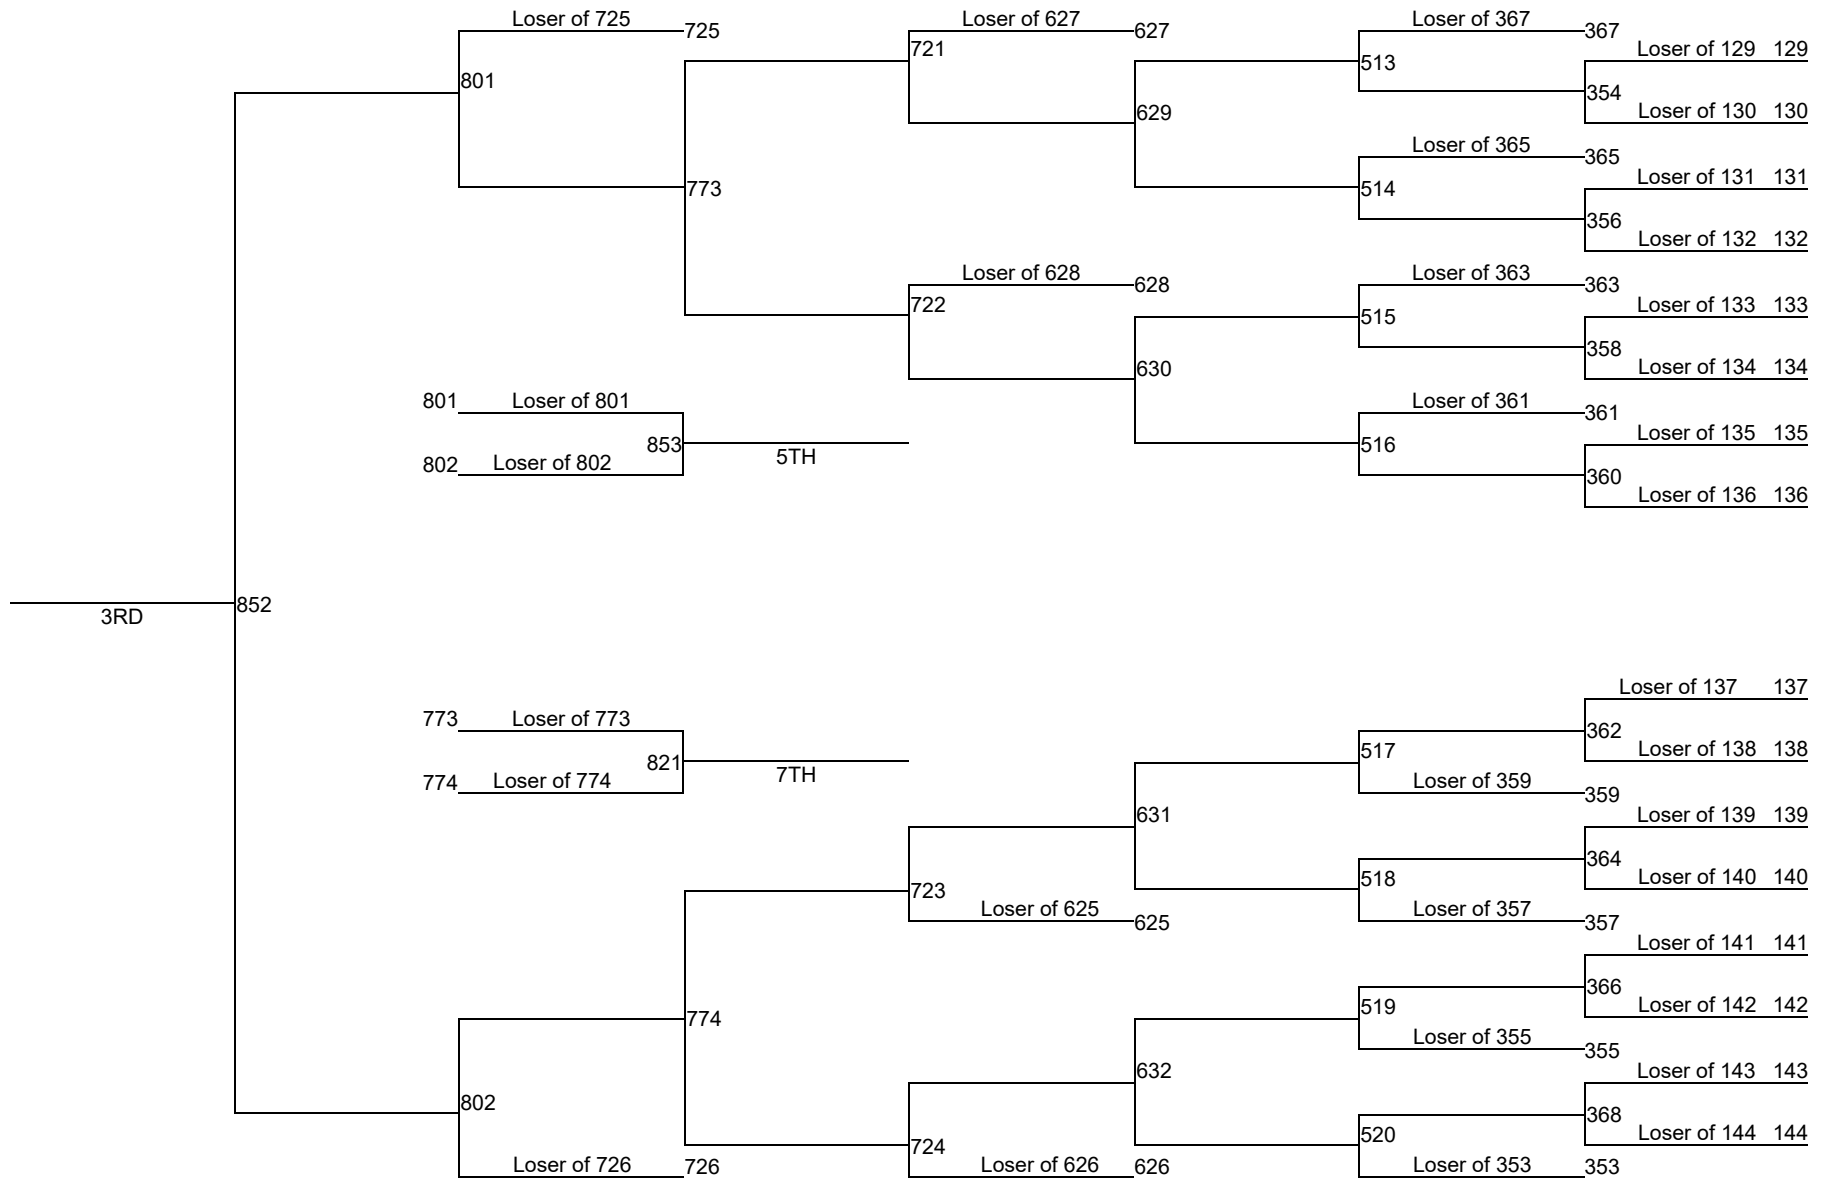 Loser of 725 725 Loser of 627 627 Loser of 367 367
721 Loser of 129 129
801 513
354
629 Loser of 130 130
Loser of 365 365
Loser of 131 131
773 514
356
Loser of 132 132
Loser of 628 628 Loser of 363 363
722 Loser of 133 133
515
358
630 Loser of 134 134
801 Loser of 801 Loser of 361 361
Loser of 135 135
853 5TH 516
802 Loser of 802 360
Loser of 136 136
852
3RD
Loser of 137 137
773 Loser of 773 362
517 Loser of 138 138
821 7TH
774 Loser of 774 Loser of 359 359
631 Loser of 139 139
364
518 Loser of 140 140
723
Loser of 625 625 Loser of 357 357
Loser of 141 141
366
519 Loser of 142 142
774
Loser of 355 355
632 Loser of 143 143
802
368
520 Loser of 144 144
724
Loser of 726 726 Loser of 626 626 Loser of 353 353